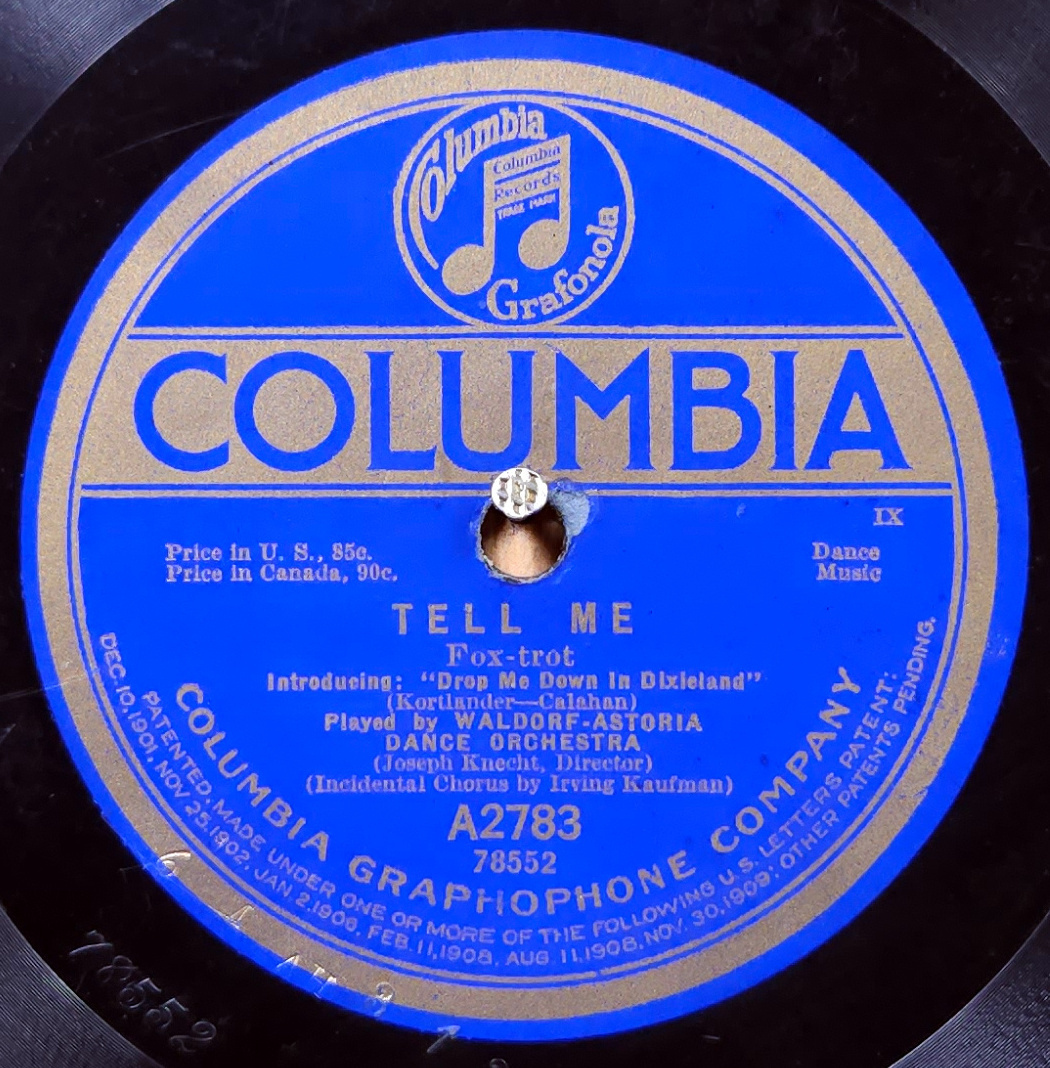 Columbia
Columbia
Records
TRADE MARK
Grafonola
COLUMBIA
IX
Price in U. S., 85c.
Price in Canada, 90c.
Dance
Music
TELL ME
Fox-trot
Introducing: "Drop Me Down In Dixieland"
(Kortlander—Calahan)
Played by WALDORF-ASTORIA
DANCE ORCHESTRA
(Joseph Knecht, Director)
(Incidental Chorus by Irving Kaufman)
A2783
78552
COLUMBIA GRAPHOPHONE COMPANY
PATENTED; MADE UNDER ONE OR MORE OF THE FOLLOWING U.S. LETTERS PATENT:
DEC.10,1901, NOV 25,1902, JAN.2,1906, FEB.11,1908, AUG 11,1908, NOV. 30,1909; OTHER PATENTS PENDING.
78552